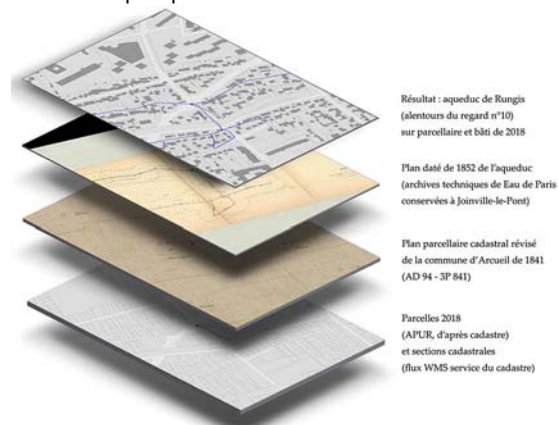 Résultat : aqueduc de Rungis
(alentours du regard n°10)
sur parcellaire et bâti de 2018
Plan daté de 1852 de l'aqueduc
(archives techniques de Eau de Paris
conservées à Joinville-le-Pont)
Plan parcellaire cadastral révisé
de la commune d'Arcueil de 1841
(AD 94 - 3P 841)
Parcelles 2018
(APUR, d'après cadastre)
et sections cadastrales
(flux WMS service du cadastre)